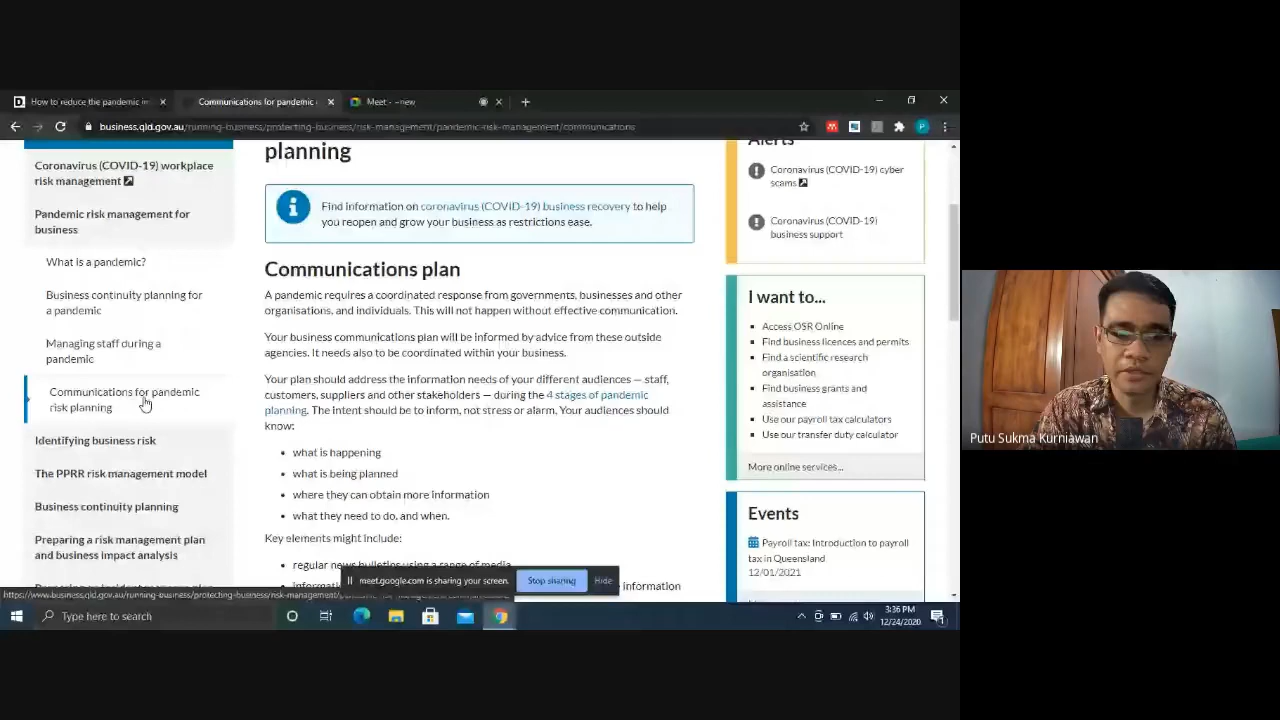 How to reduce the pandemic im
Communications for pandemic
Meet - -new
business.qld.gov.au/running-business/protecting-business/risk-management/pandemic-risk-management/communications
Coronavirus (COVID-19) workplace
risk management
Pandemic risk management for
business
What is a pandemic?
Business continuity planning for
a pandemic
Managing staff during a
pandemic
Communications for pandemic
risk planning
Identifying business risk
The PPRR risk management model
Business continuity planning
Preparing a risk management plan
and business impact analysis
planning
Find information on coronavirus (COVID-19) business recovery to help
you reopen and grow your business as restrictions ease.
Communications plan
A pandemic requires a coordinated response from governments, businesses and other
organisations, and individuals. This will not happen without effective communication.
Your business communications plan will be informed by advice from these outside
agencies. It needs also to be coordinated within your business.
Your plan should address the information needs of your different audiences — staff,
customers, suppliers and other stakeholders — during the 4 stages of pandemic
planning. The intent should be to inform, not stress or alarm. Your audiences should
know:
what is happening
what is being planned
where they can obtain more information
what they need to do, and when.
Key elements might include:
regular news bulletins using a range of media
information
Alerts
Coronavirus (COVID-19) cyber
scams
Coronavirus (COVID-19)
business support
I want to...
Access OSR Online
Find business licences and permits
Find a scientific research
organisation
Find business grants and
assistance
Use our payroll tax calculators
Use our transfer duty calculator
More online services...
Events
Payroll tax: Introduction to payroll
tax in Queensland
12/01/2021
meet.google.com is sharing your screen.
Stop sharing
Hide
https://www.business.qld.gov.au/running-business/protecting-business/risk-management/
Type here to search
3:36 PM
12/24/2020
Putu Sukma Kurniawan